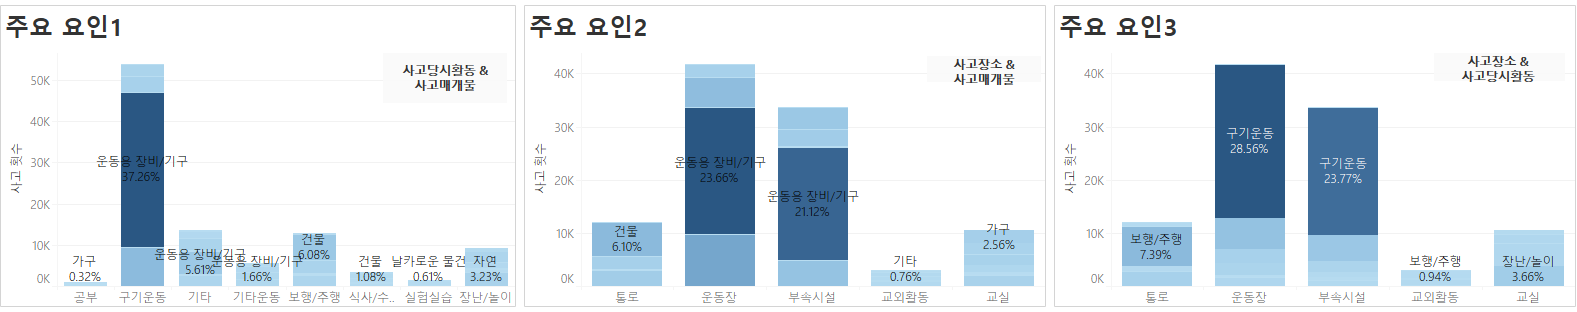 주요 요인1
사고당시활동 &
사고매개물
사고 횟수
50K
40K
30K
20K
10K
0K
가구
0.32%
운동용 장비/기구
37.26%
운동용 장비/기구
5.61%
운동용 장비/기구
1.66%
건물
6.08%
건물
1.08%
날카로운 물건
0.61%
자연
3.23%
공부
구기운동
기타
기타운동
보행/주행
식사/수..
실험실습
장난/놀이
주요 요인2
사고장소 &
사고매개물
사고 횟수
40K
30K
20K
10K
0K
건물
6.10%
운동용 장비/기구
23.66%
운동용 장비/기구
21.12%
기타
0.76%
가구
2.56%
통로
운동장
부속시설
교외활동
교실
주요 요인3
사고장소 &
사고당시활동
사고 횟수
40K
30K
20K
10K
0K
보행/주행
7.39%
구기운동
28.56%
구기운동
23.77%
보행/주행
0.94%
장난/놀이
3.66%
통로
운동장
부속시설
교외활동
교실